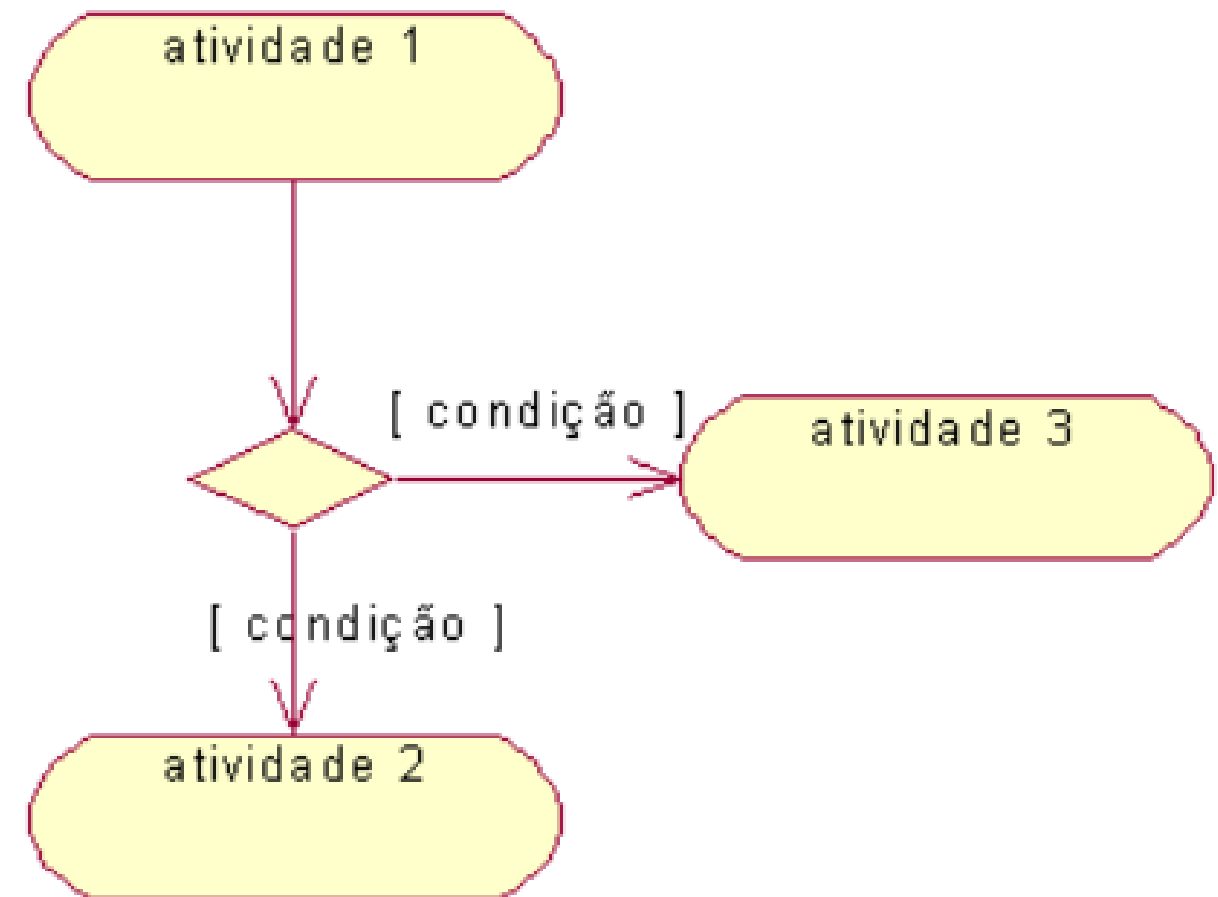 atividade 1
[ condição ]
atividade 3
[ condição ]
atividade 2